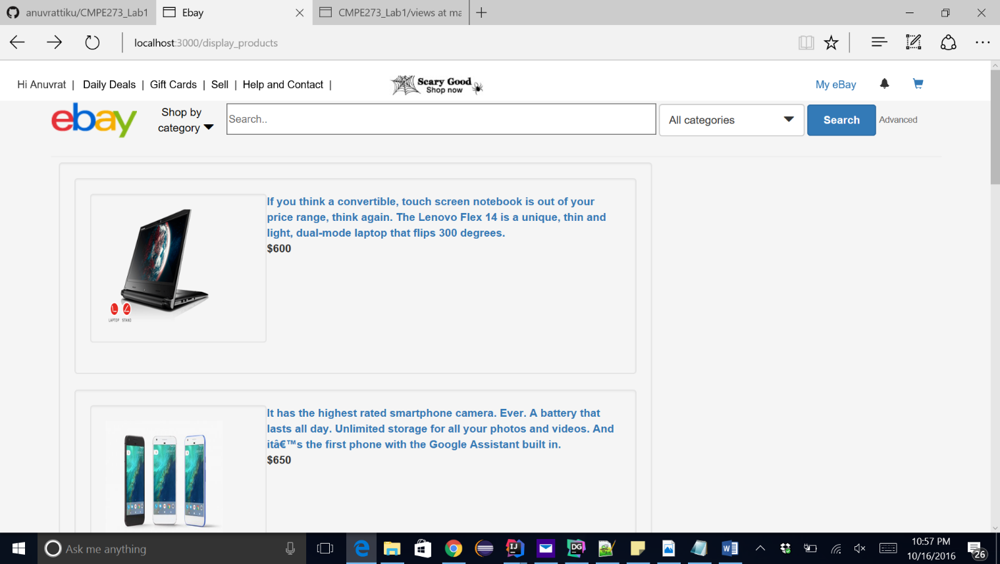 anuvrattiku/CMPE273_Lab1
Ebay
CMPE273_Lab1/views at ma
localhost:3000/display_products
Hi Anuvrat | Daily Deals | Gift Cards | Sell | Help and Contact |
Scary Good
Shop now
My eBay
ebay
Shop by
category
Search..
All categories
Search
Advanced
If you think a convertible, touch screen notebook is out of your
price range, think again. The Lenovo Flex 14 is a unique, thin and
light, dual-mode laptop that flips 300 degrees.
$600
LAPTOP STAND
It has the highest rated smartphone camera. Ever. A battery that
lasts all day. Unlimited storage for all your photos and videos. And
itâ€™s the first phone with the Google Assistant built in.
$650
Ask me anything
IJ
DG
W
10:57 PM
10/16/2016
26